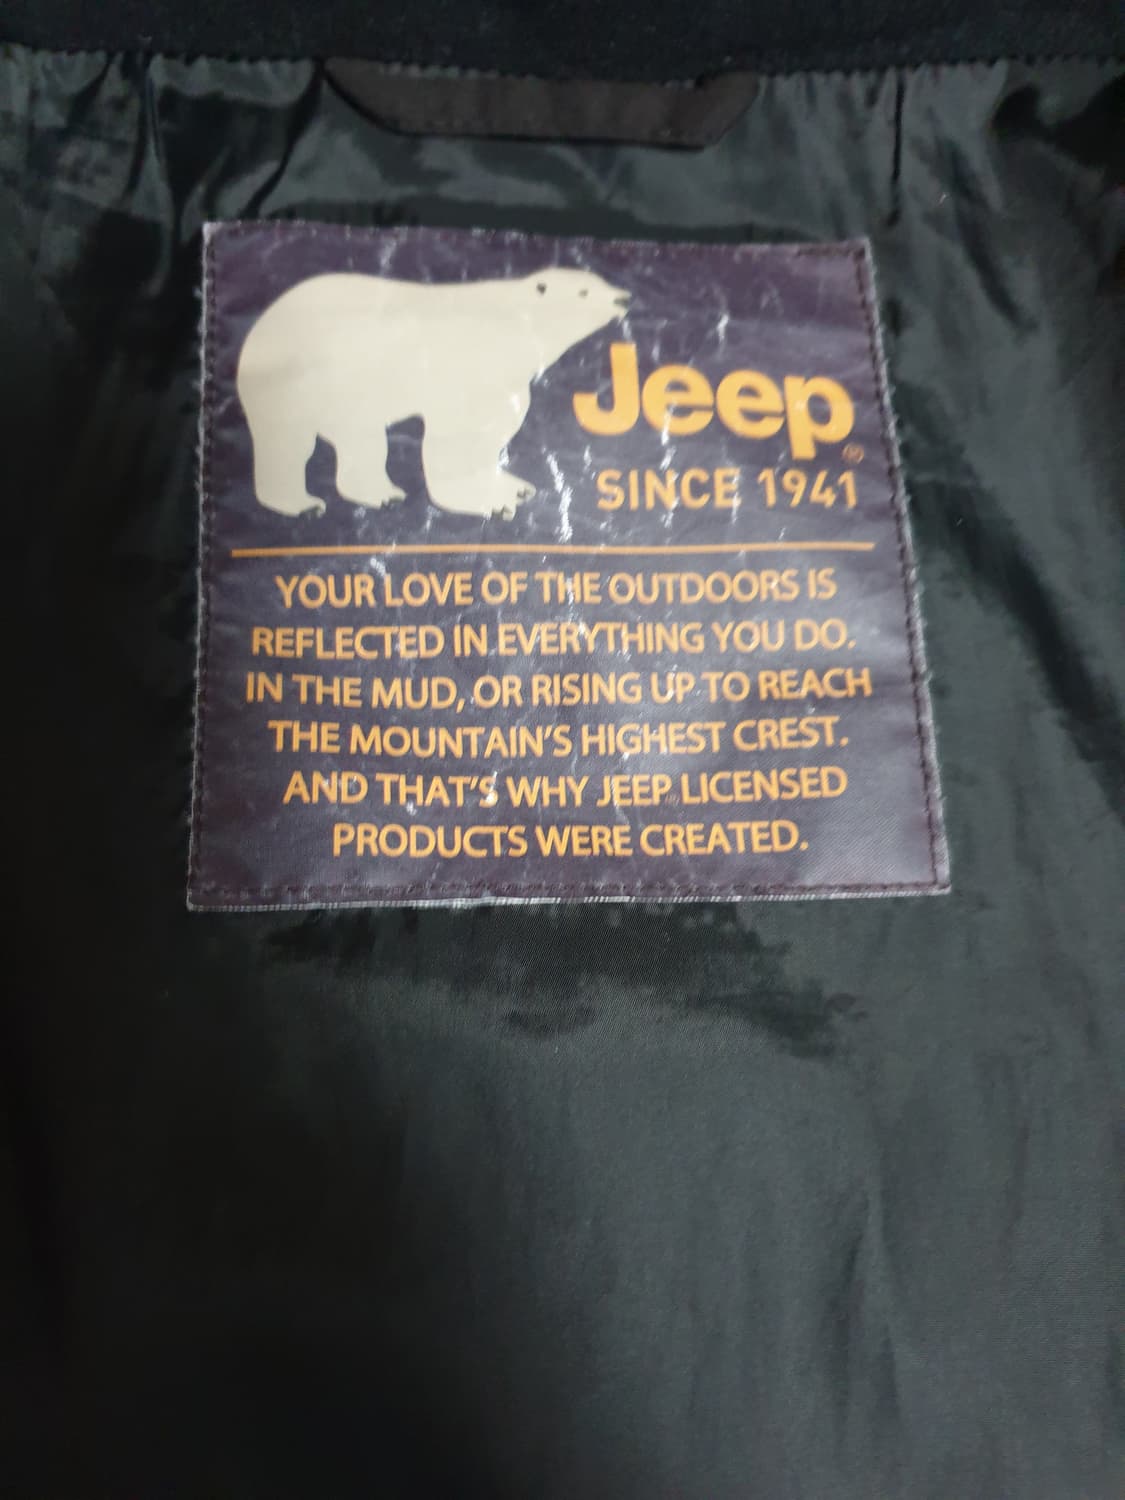 Jeep®
SINCE 1941
YOUR LOVE OF THE OUTDOORS IS
REFLECTED IN EVERYTHING YOU DO.
IN THE MUD, OR RISING UP TO REACH
THE MOUNTAIN'S HIGHEST CREST.
AND THAT'S WHY JEEP LICENSED
PRODUCTS WERE CREATED.